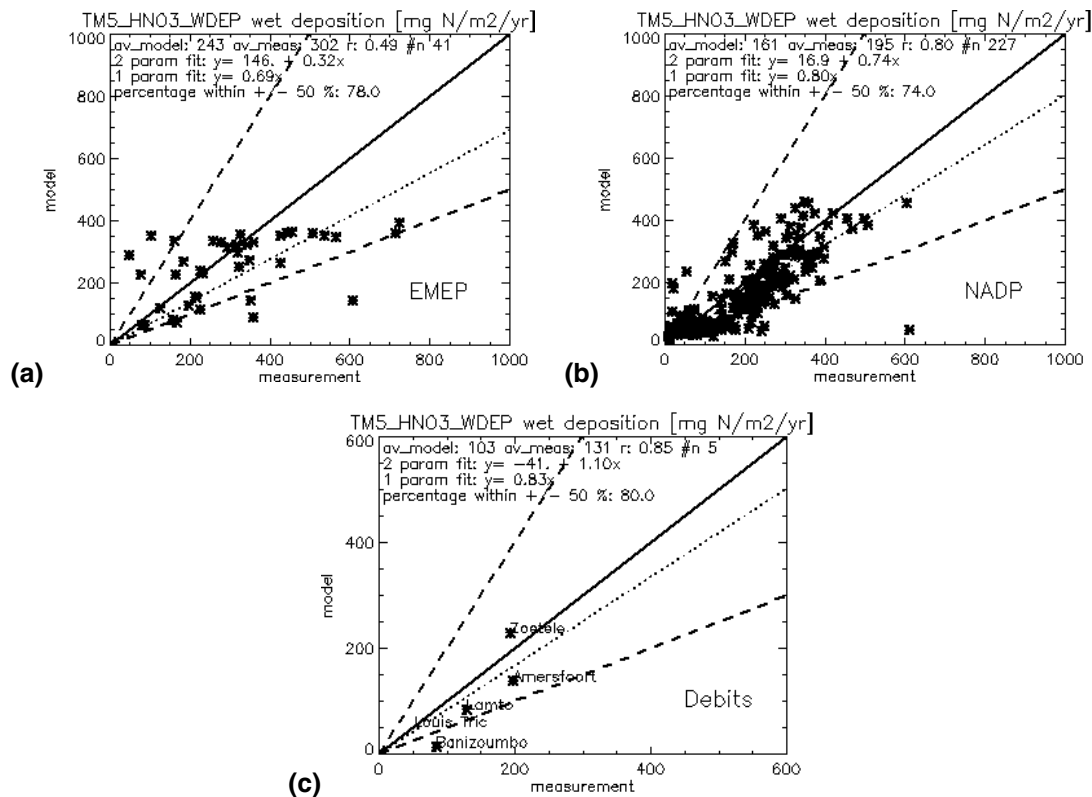 TM5_HNO3_WDEP wet deposition [mg N/m2/yr]
av_model: 243 av_meas: 302 r: 0.49 #n 41
2 param fit: y= 146. + 0.32x
1 param fit: y= 0.69x
percentage within + - 50 %: 78.0
1000
800
600
400
200
0
model
EMEP
0 200 400 600 800 1000
measurement
(a)
TM5_HNO3_WDEP wet deposition [mg N/m2/yr]
av_model: 161 av_meas: 195 r: 0.80 #n 227
2 param fit: y= 16.9 + 0.74x
1 param fit: y= 0.80x
percentage within + - 50 %: 74.0
1000
800
600
400
200
0
model
NADP
0 200 400 600 800 1000
measurement
(b)
TM5_HNO3_WDEP wet deposition [mg N/m2/yr]
av_model: 103 av_meas: 131 r: 0.85 #n 5
2 param fit: y= -41. + 1.10x
1 param fit: y= 0.83x
percentage within + - 50 %: 80.0
600
400
200
0
model
Zoetele
Amersfoort
Lamto
Louis Tric
Banizoumbo
Debits
0 200 400 600
measurement
(c)